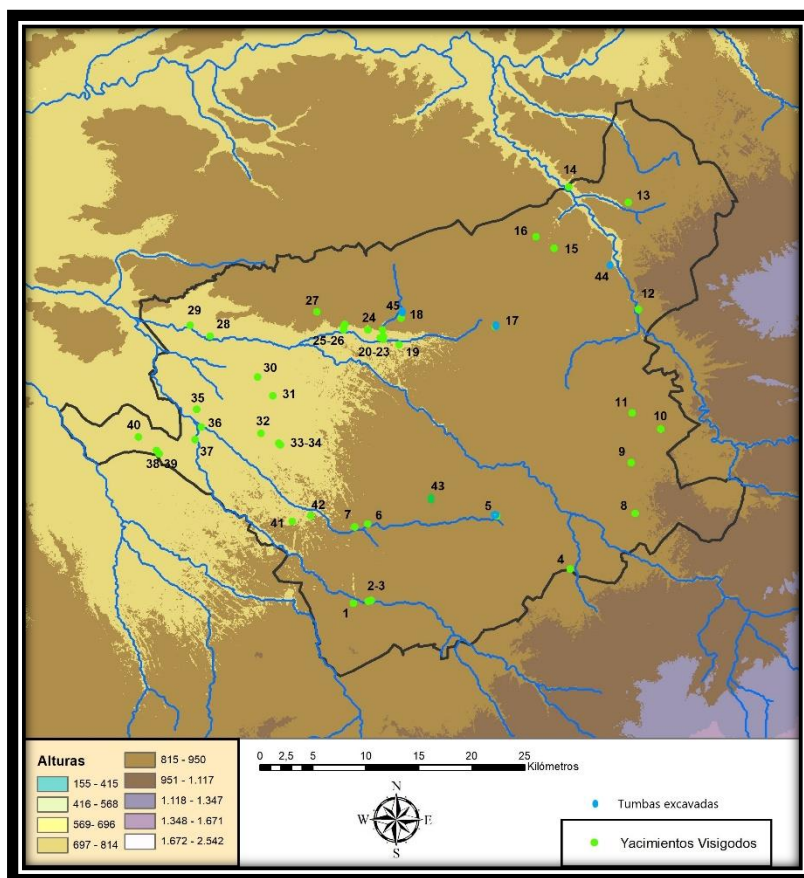 14
13
16
15
44
12
45
18
27
29
28
24
17
25-26
20-23
19
30
31
35
36
32
11
10
40
37
33-34
38-39
9
43
42
41
7
6
5
8
4
2-3
1
Alturas
155 - 415
416 - 568
569- 696
697 - 814
815 - 950
951 - 1.117
1.118 - 1.347
1.348 - 1.671
1.672 - 2.542
0 2,5 5 10 15 20 25
Kilómetros
N
W E
S
Tumbas excavadas
Yacimientos Visigodos